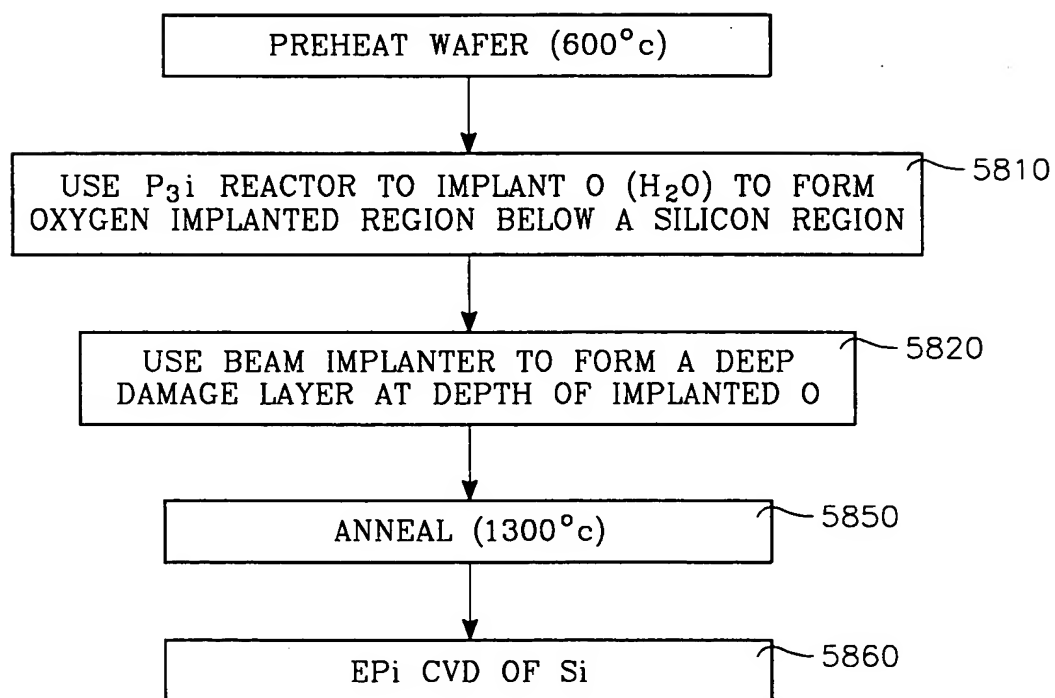 PREHEAT WAFER (600°c)
5810
USE P₃i REACTOR TO IMPLANT O (H₂O) TO FORM
OXYGEN IMPLANTED REGION BELOW A SILICON REGION
5820
USE BEAM IMPLANTER TO FORM A DEEP
DAMAGE LAYER AT DEPTH OF IMPLANTED O
ANNEAL (1300°c)
5850
EPi CVD OF Si
5860